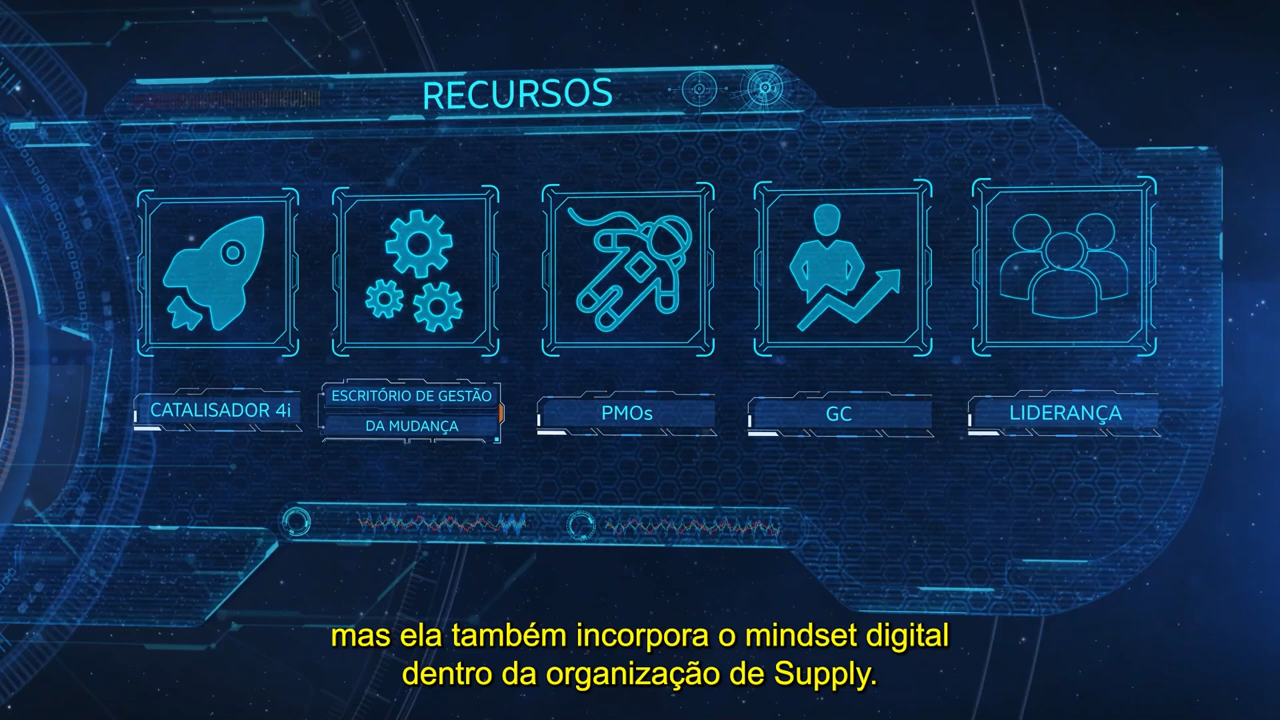 RECURSOS
CATALISADOR 4i
ESCRITÓRIO DE GESTÃO
DA MUDANÇA
PMOs
GC
LIDERANÇA
mas ela também incorpora o mindset digital
dentro da organização de Supply.